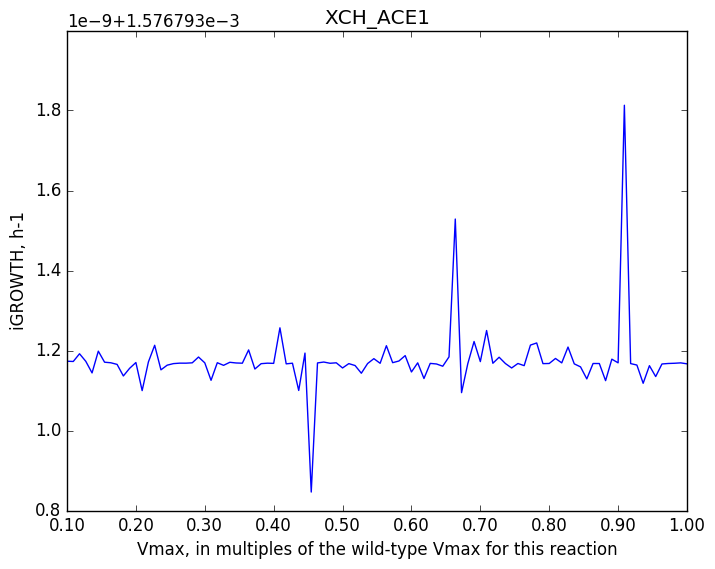 XCH_ACE1
1e−9+1.576793e−3
1.8
1.6
1.4
1.2
1.0
0.8
iGROWTH, h-1
0.10 0.20 0.30 0.40 0.50 0.60 0.70 0.80 0.90 1.00
Vmax, in multiples of the wild-type Vmax for this reaction